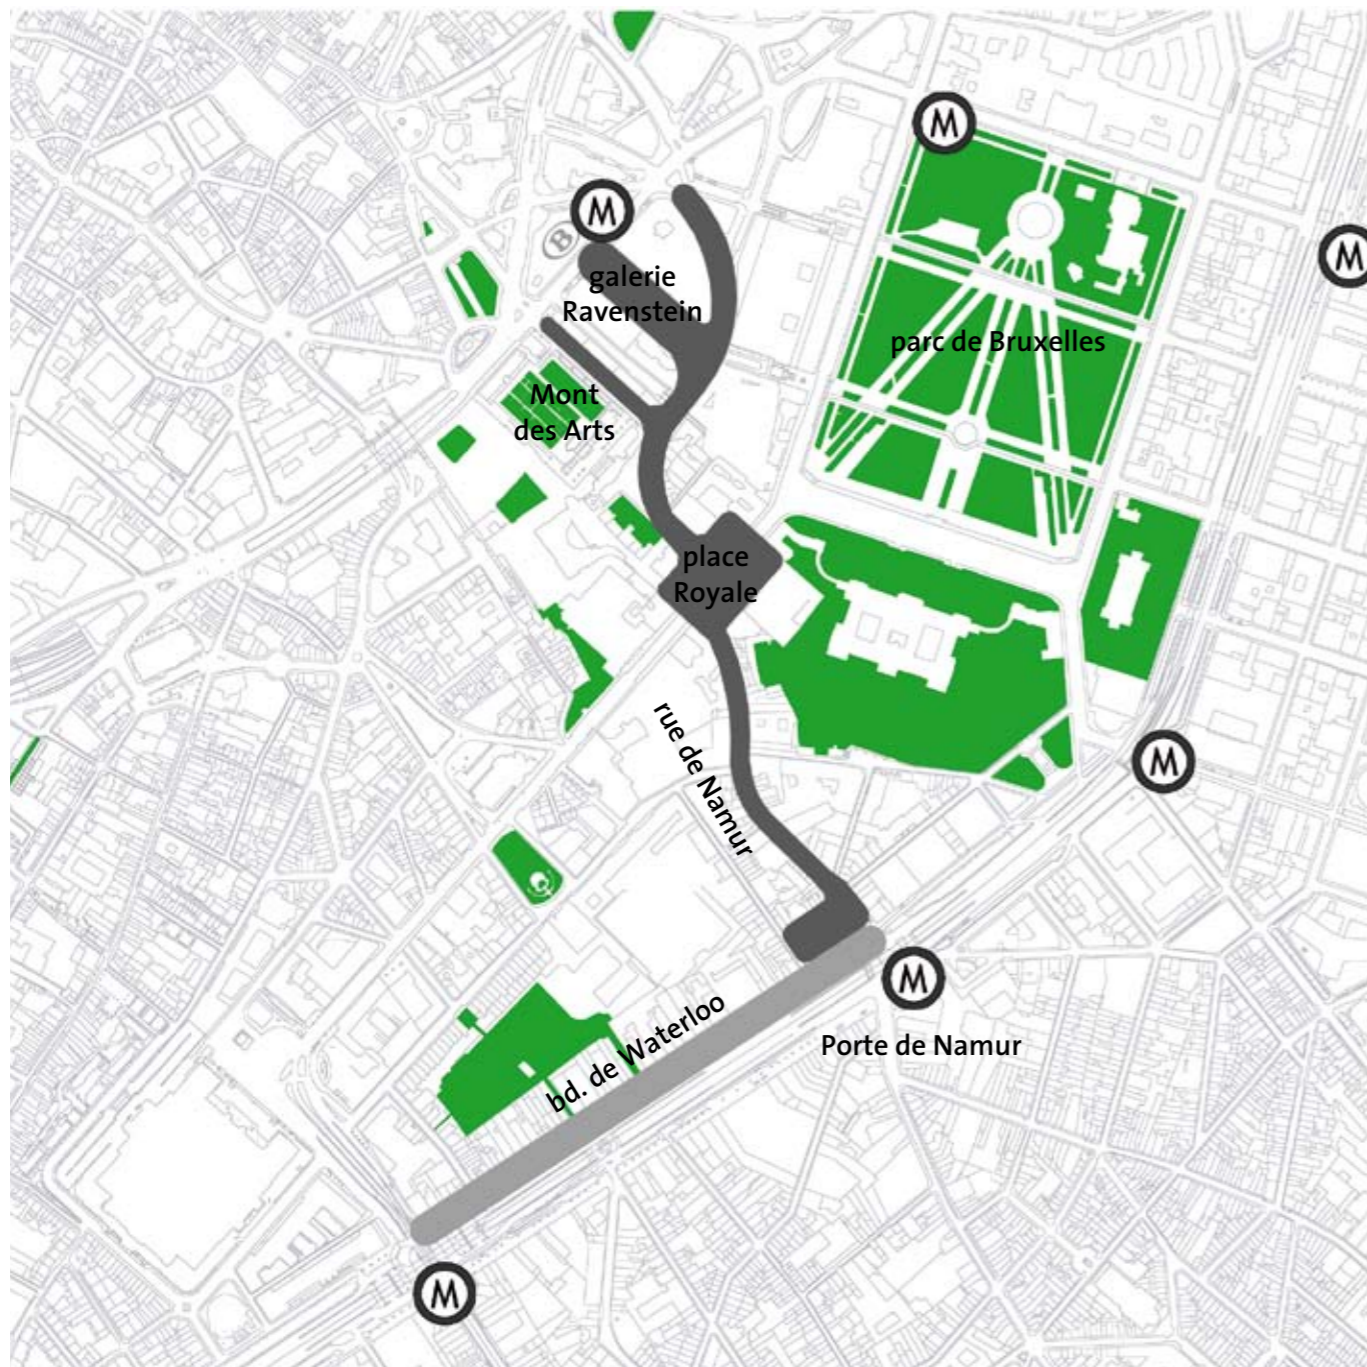 M
M
B
M
galerie
Ravenstein
parc de Bruxelles
Mont
des Arts
place
Royale
rue de Namur
M
M
bd. de Waterloo
Porte de Namur
M